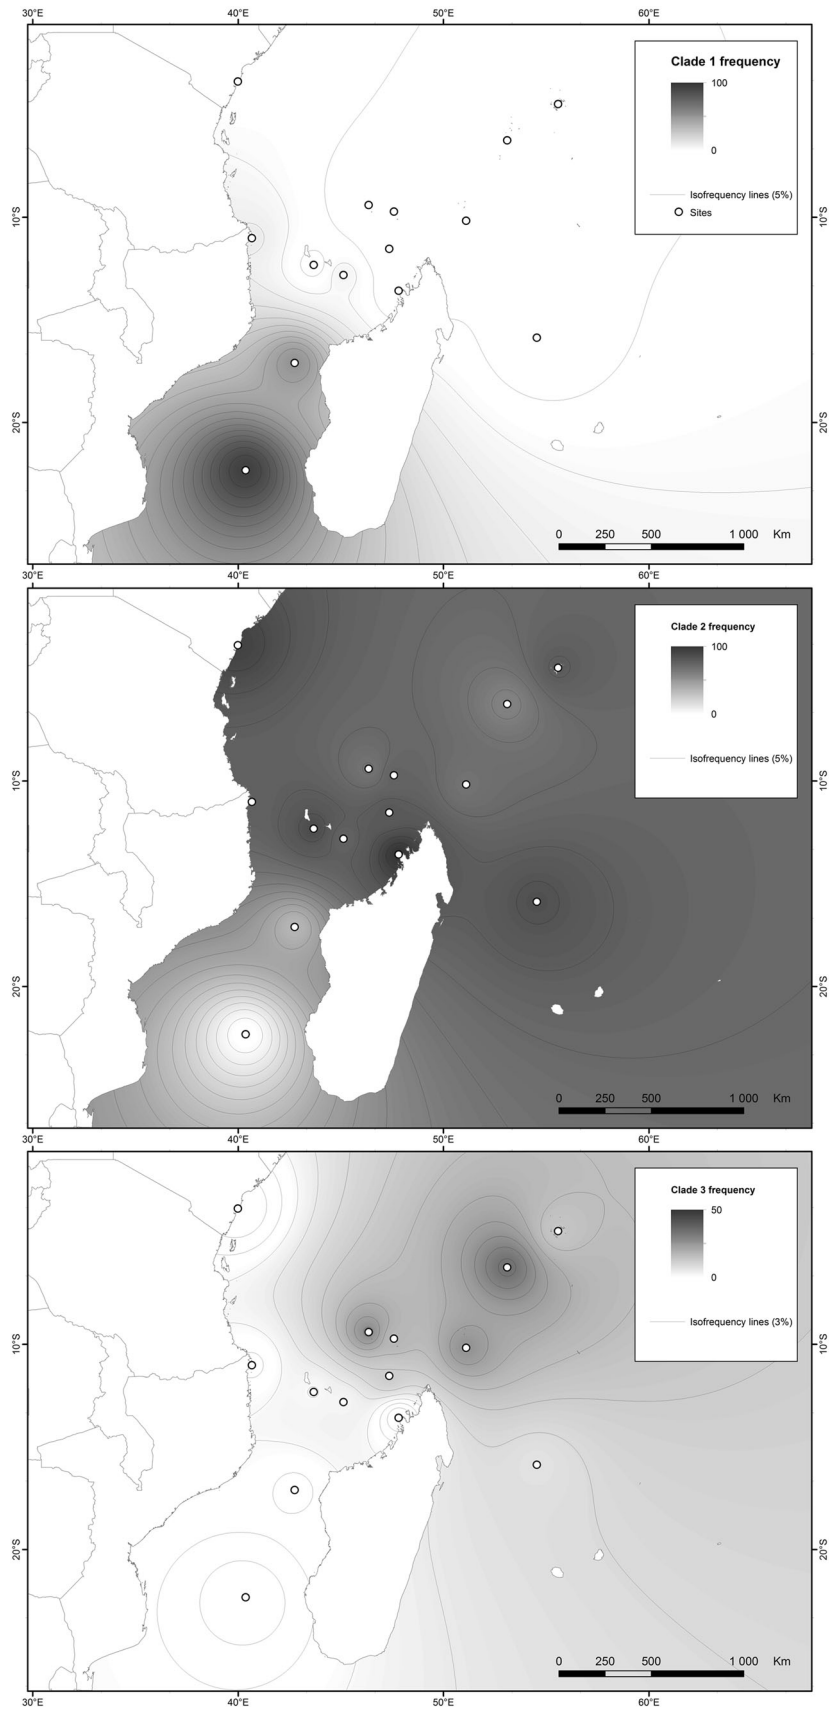 30°E 40°E 50°E 60°E
Clade 1 frequency
100
0
Isofrequency lines (5%)
Sites
10°S 10°S
20°S 20°S
0 250 500 1 000 Km
30°E 40°E 50°E 60°E
Clade 2 frequency
100
0
Isofrequency lines (5%)
10°S 10°S
20°S 20°S
0 250 500 1 000 Km
30°E 40°E 50°E 60°E
Clade 3 frequency
50
0
Isofrequency lines (3%)
10°S 10°S
20°S 20°S
0 250 500 1 000 Km
30°E 40°E 50°E 60°E